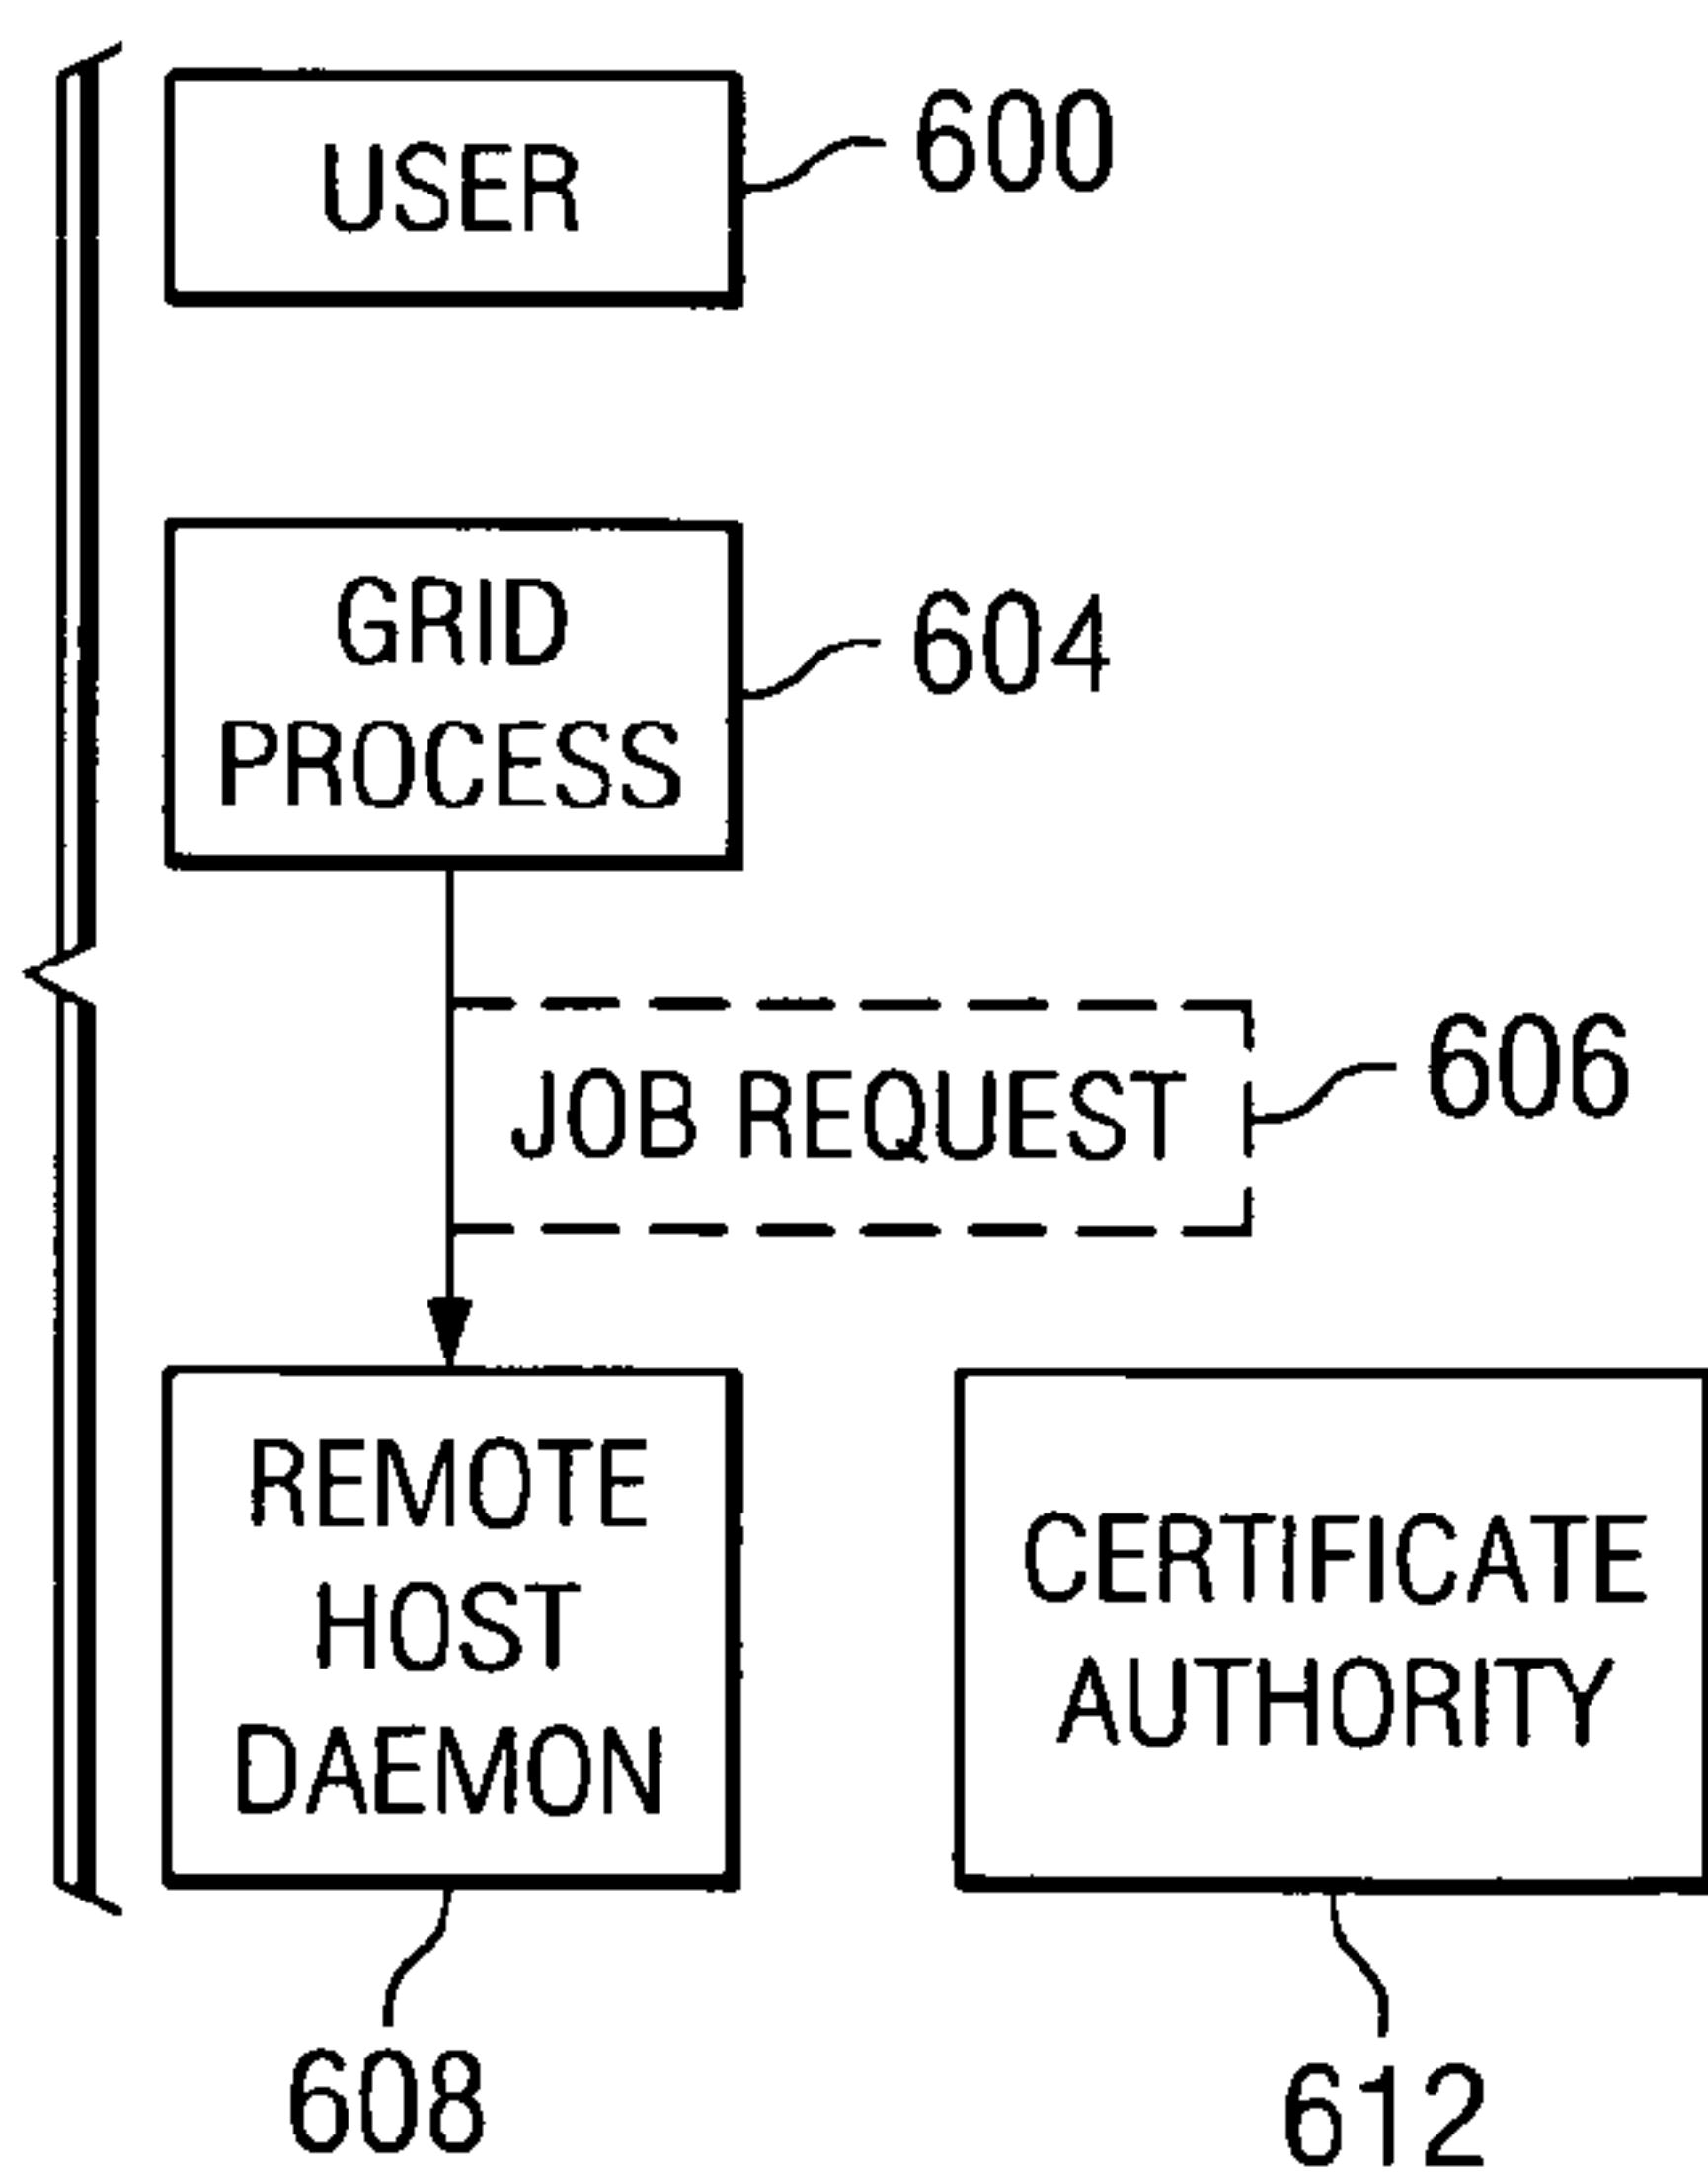 USER
600
GRID
PROCESS
604
JOB REQUEST
606
REMOTE
HOST
DAEMON
608
CERTIFICATE
AUTHORITY
612